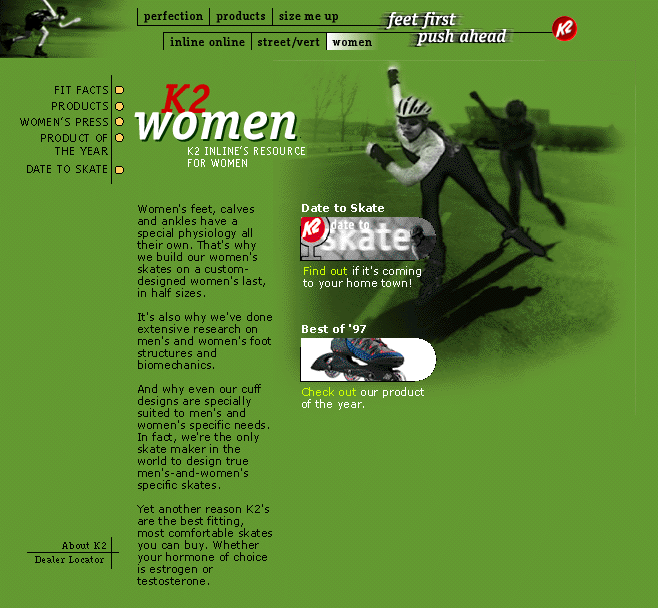 perfection
products
size me up
feet first
push ahead
K2
inline online
street/vert
women
FIT FACTS
PRODUCTS
WOMEN'S PRESS
PRODUCT OF
THE YEAR
DATE TO SKATE
K2
women
K2 INLINE'S RESOURCE
FOR WOMEN
Women's feet, calves
and ankles have a
special physiology all
their own. That's why
we build our women's
skates on a custom-
designed women's last,
in half sizes.
It's also why we've done
extensive research on
men's and women's foot
structures and
biomechanics.
And why even our cuff
designs are specially
suited to men's and
women's specific needs.
In fact, we're the only
skate maker in the
world to design true
men's-and-women's
specific skates.
Yet another reason K2's
are the best fitting,
most comfortable skates
you can buy. Whether
your hormone of choice
is estrogen or
testosterone.
Date to Skate
K2
date to
skate
Find out if it's coming
to your home town!
Best of '97
Check out our product
of the year.
About K2
Dealer Locator